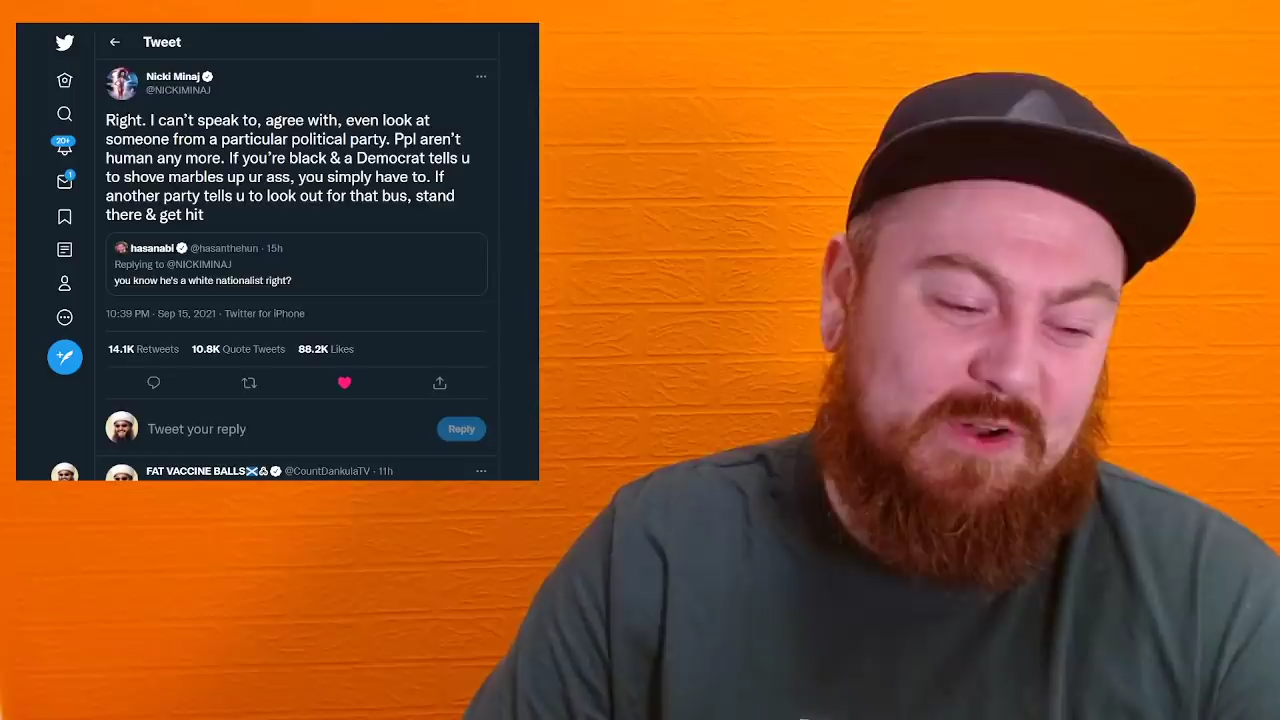 Tweet
Nicki Minaj
@NICKIMINAJ
Right. I can't speak to, agree with, even look at
someone from a particular political party. Ppl aren't
human any more. If you're black & a Democrat tells u
to shove marbles up ur ass, you simply have to. If
another party tells u to look out for that bus, stand
there & get hit
hasanabi @hasanthehun · 15h
Replying to @NICKIMINAJ
you know he's a white nationalist right?
10:39 PM · Sep 15, 2021 · Twitter for iPhone
14.1K Retweets 10.8K Quote Tweets 88.2K Likes
Tweet your reply
Reply
FAT VACCINE BALLS @CountDankulaTV · 11h
20+
1